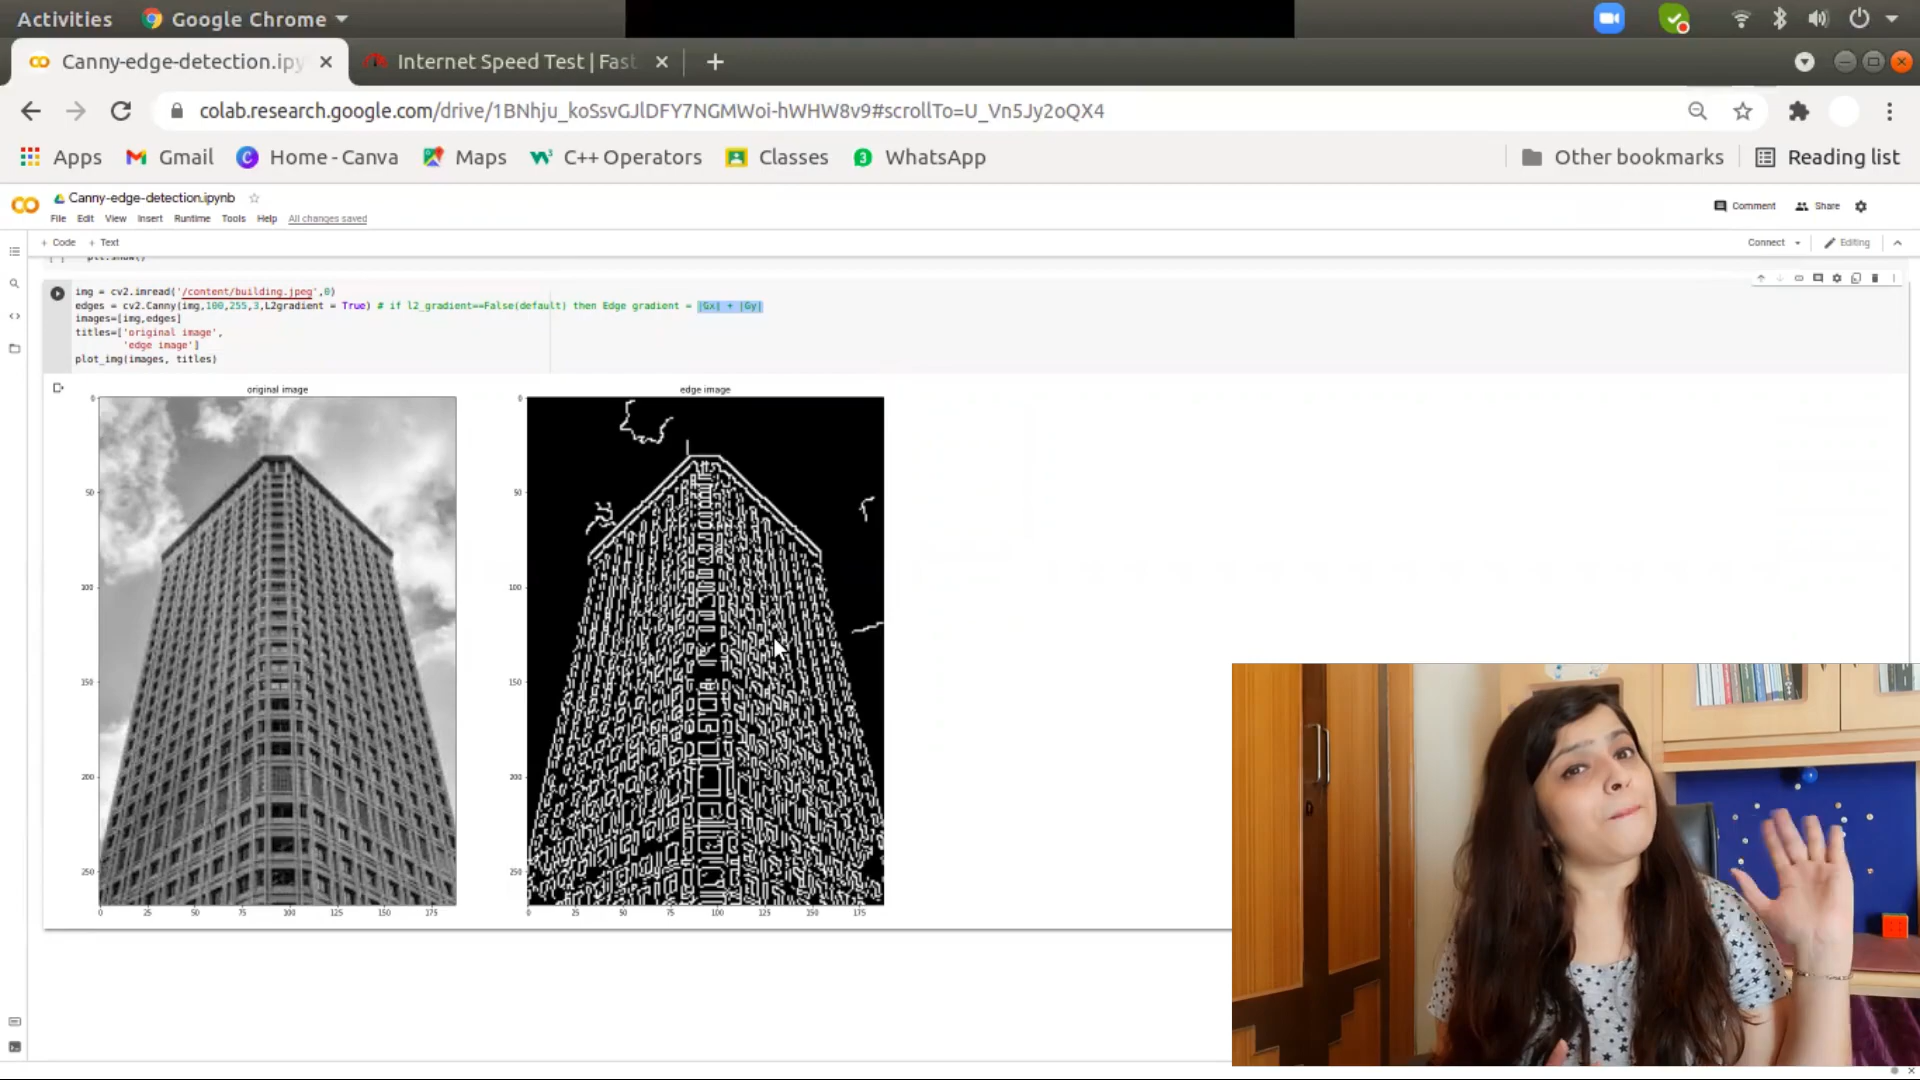 Activities Google Chrome
Canny-edge-detection.ipy Internet Speed Test | Fast
colab.research.google.com/drive/1BNhju_koSsvGJlDFY7NGMWoi-hWHW8v9#scrollTo=U_Vn5Jy2oQX4
Apps Gmail Home - Canva Maps C++ Operators Classes 3 WhatsApp Other bookmarks Reading list
Canny-edge-detection.ipynb
Comment Share
File Edit View Insert Runtime Tools Help All changes saved
+ Code + Text Connect Editing
[ ] plt.show()
img = cv2.imread('/content/building.jpeg',0)
edges = cv2.Canny(img,100,255,3,L2gradient = True) # if l2_gradient==False(default) then Edge gradient = |Gx| + |Gy|
images=[img,edges]
titles=['original image',
'edge image']
plot_img(images, titles)
original image edge image
0 0
50 50
100 100
150 150
200 200
250 250
0 25 50 75 100 125 150 175 0 25 50 75 100 125 150 175